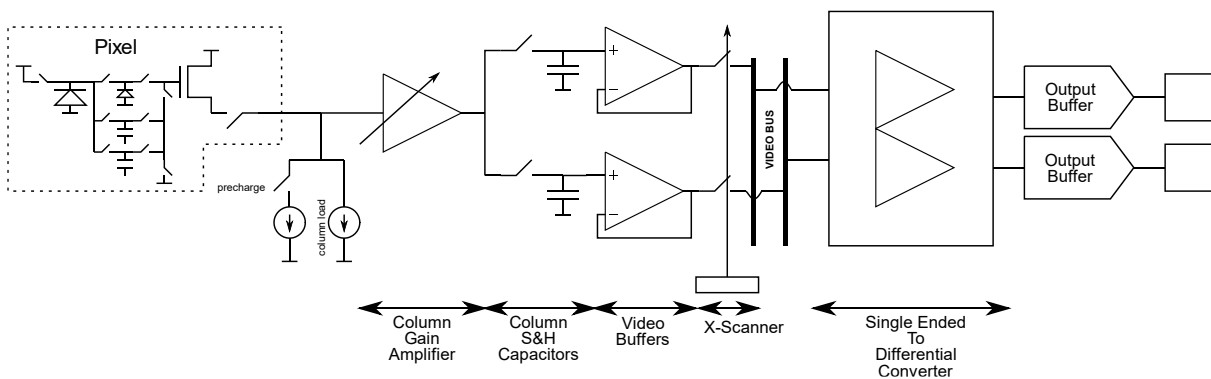 Pixel
+
−
Output
Buffer
VIDEO BUS
Output
Buffer
precharge
column load
+
−
Column
Gain
Amplifier
Column
S&H
Capacitors
Video
Buffers
X-Scanner
Single Ended
To
Differential
Converter